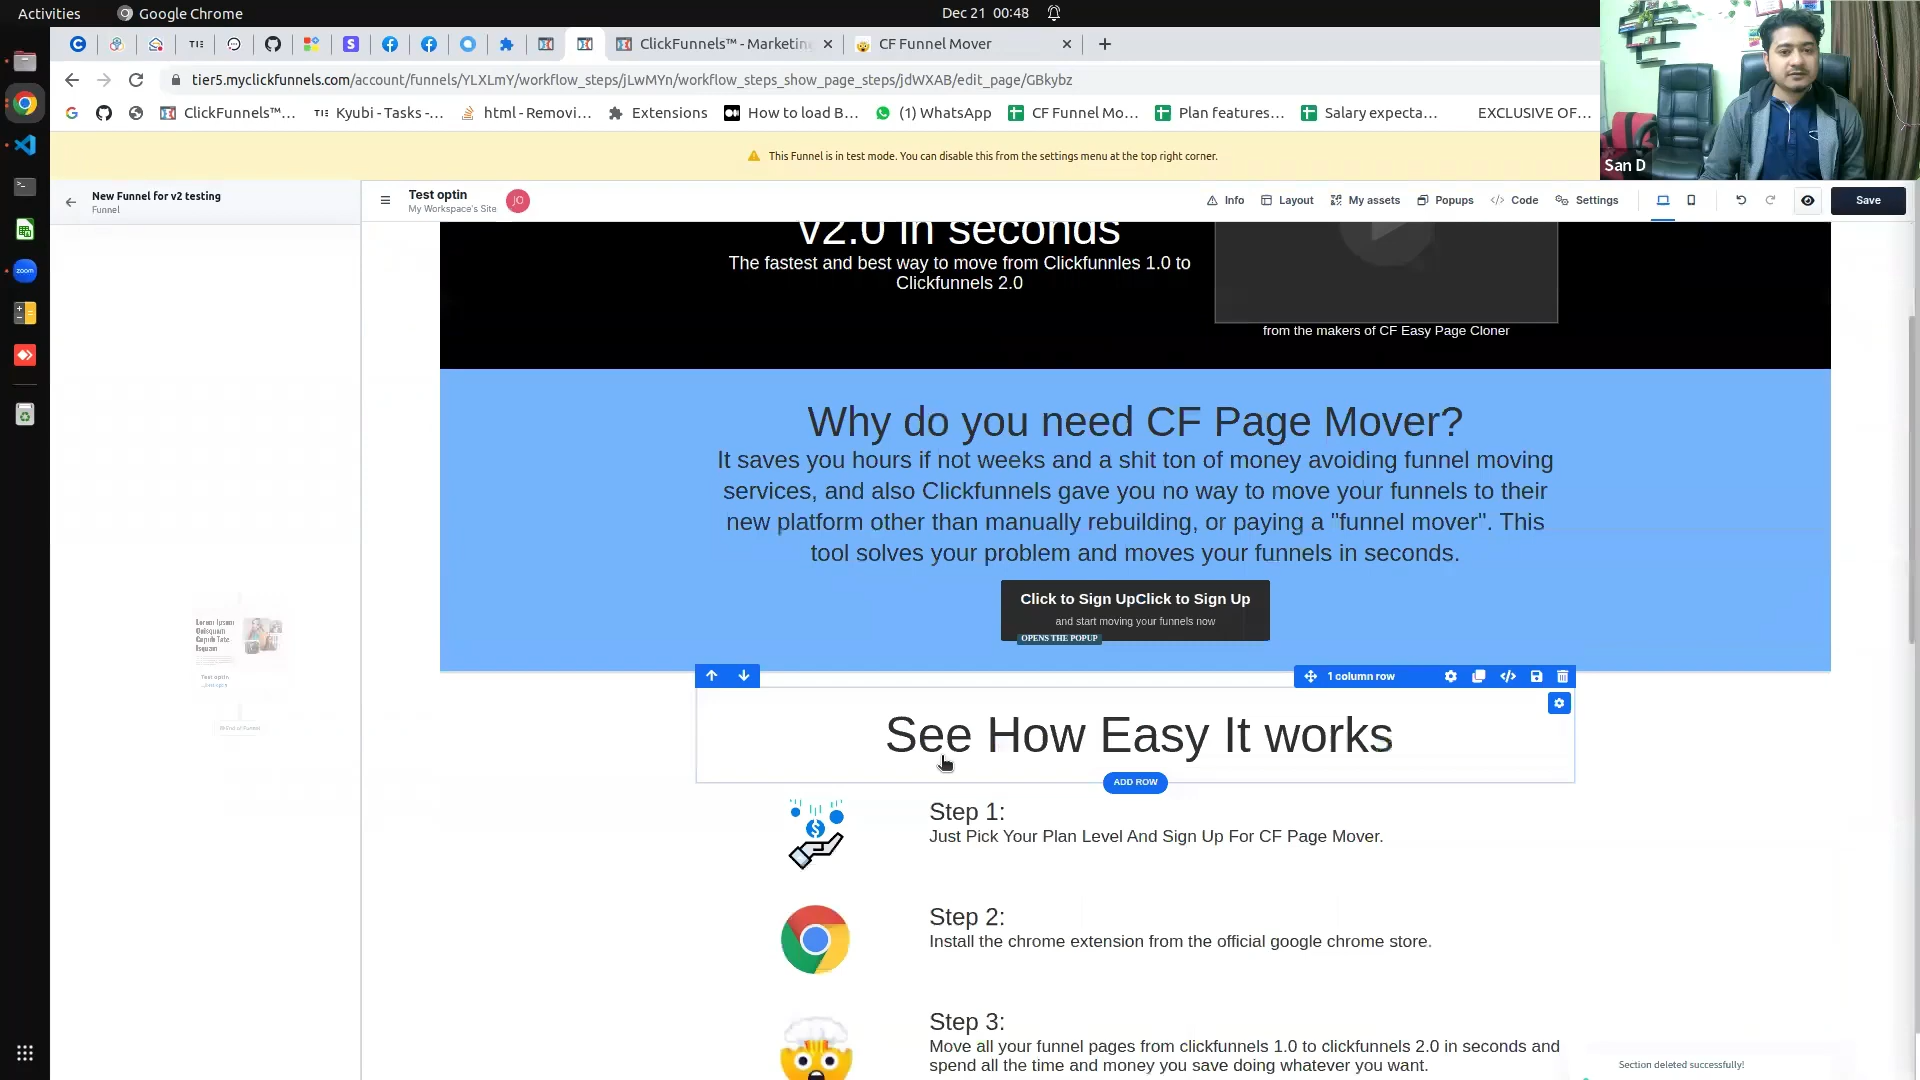 Activities
Google Chrome
Dec 21 00:48
ClickFunnels™ - Marketin
CF Funnel Mover
tier5.myclickfunnels.com/account/funnels/YLXLmY/workflow_steps/jLwMYn/workflow_steps_show_page_steps/jdWXAB/edit_page/GBkybz
ClickFunnels™...
TIE Kyubi - Tasks -...
html - Removi...
Extensions
How to load B...
(1) WhatsApp
CF Funnel Mo...
Plan features...
Salary expecta...
EXCLUSIVE OF...
This Funnel is in test mode. You can disable this from the settings menu at the top right corner.
San D
New Funnel for v2 testing
Funnel
Test optin
My Workspace's Site
JO
Info
Layout
My assets
Popups
Code
Settings
Save
v2.0 in seconds
The fastest and best way to move from Clickfunnles 1.0 to
Clickfunnels 2.0
from the makers of CF Easy Page Cloner
Why do you need CF Page Mover?
It saves you hours if not weeks and a shit ton of money avoiding funnel moving
services, and also Clickfunnels gave you no way to move your funnels to their
new platform other than manually rebuilding, or paying a "funnel mover". This
tool solves your problem and moves your funnels in seconds.
Click to Sign UpClick to Sign Up
and start moving your funnels now
OPENS THE POPUP
1 column row
See How Easy It works
ADD ROW
Step 1:
Just Pick Your Plan Level And Sign Up For CF Page Mover.
Step 2:
Install the chrome extension from the official google chrome store.
Step 3:
Move all your funnel pages from clickfunnels 1.0 to clickfunnels 2.0 in seconds and
spend all the time and money you save doing whatever you want.
Section deleted successfully!
zoom
Lorem Ipsum
Test optin